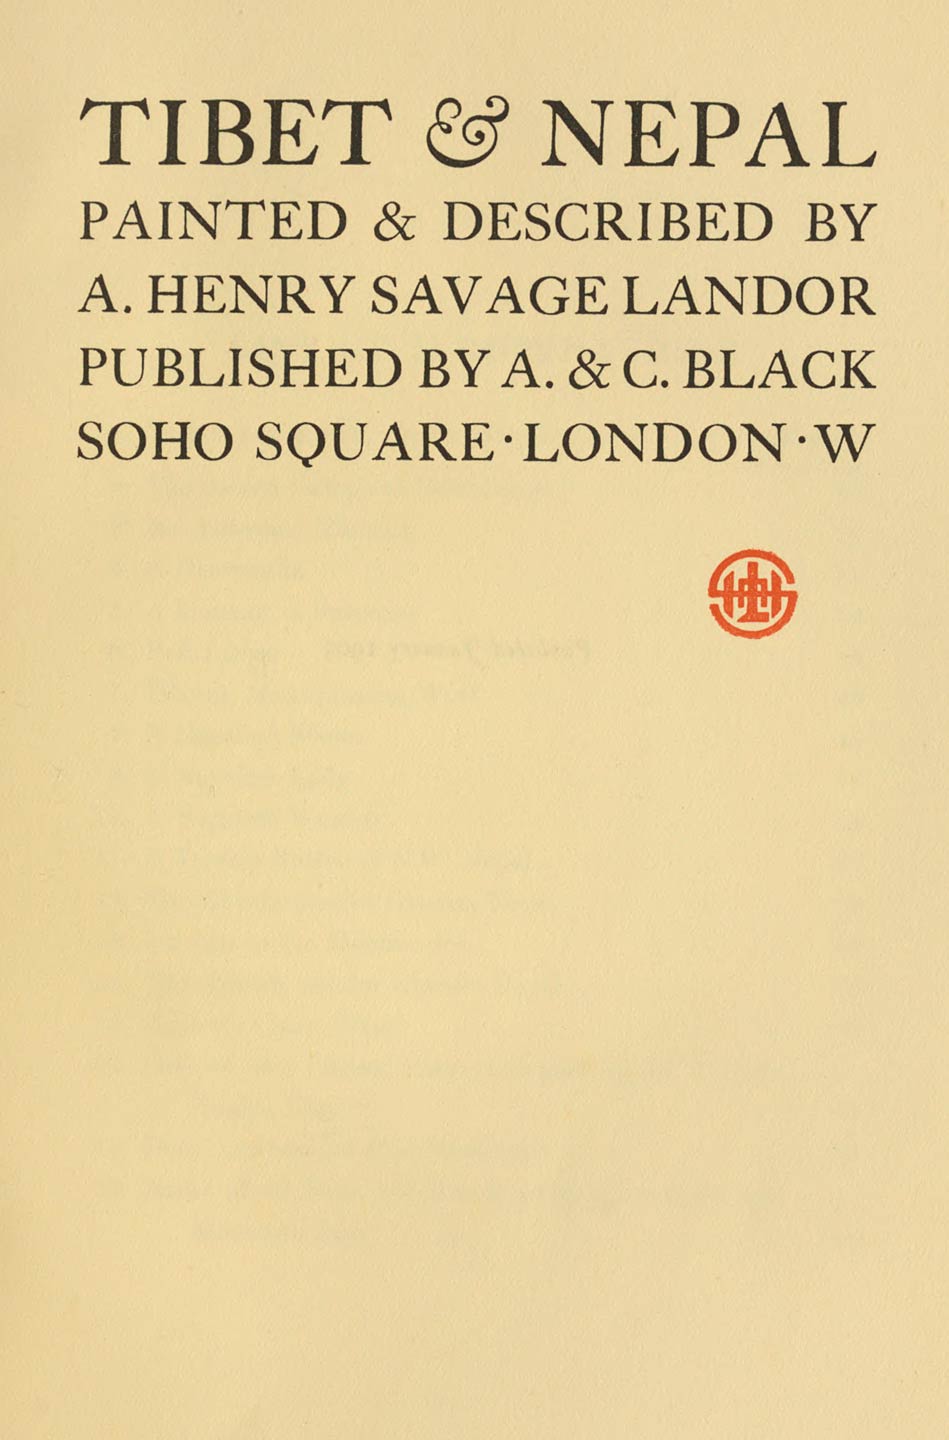 TIBET & NEPAL
PAINTED & DESCRIBED BY
A. HENRY SAVAGE LANDOR
PUBLISHED BY A. & C. BLACK
SOHO SQUARE · LONDON · W